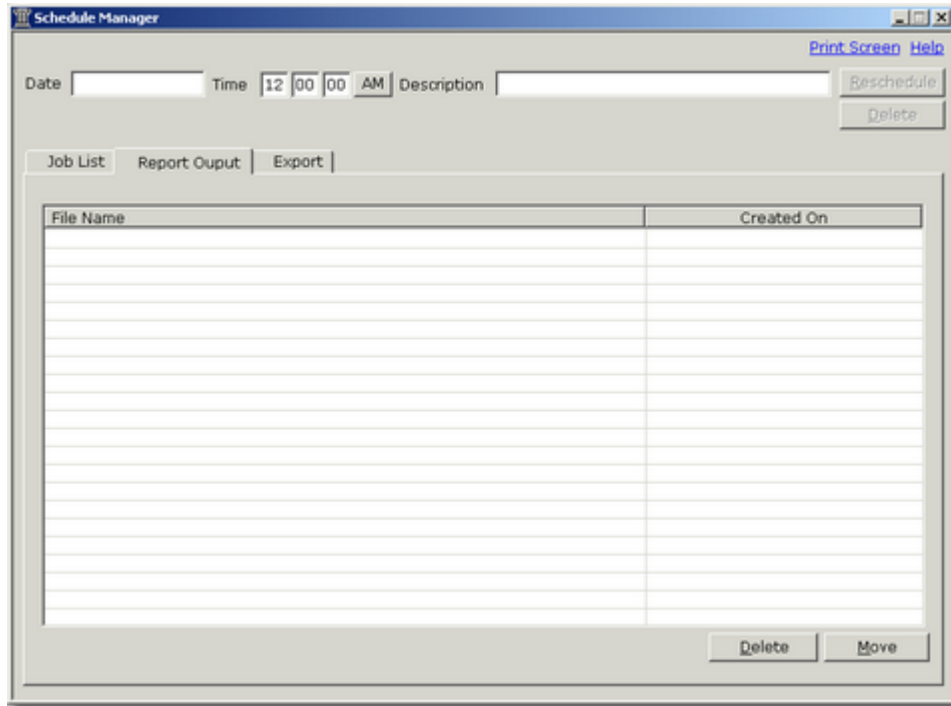 Schedule Manager
Print Screen Help
Date Time 12 00 00 AM Description Reschedule
Delete
Job List Report Ouput Export
File Name Created On
Delete Move